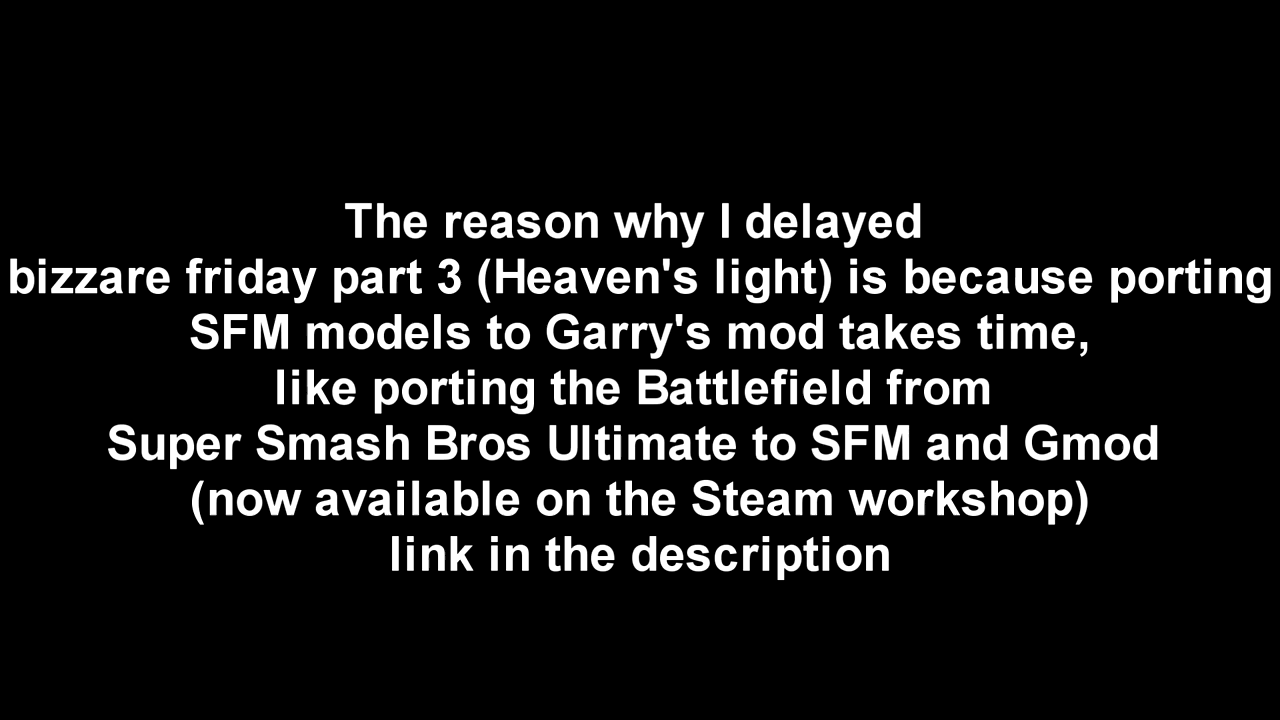 The reason why I delayed
bizzare friday part 3 (Heaven's light) is because porting
SFM models to Garry's mod takes time,
like porting the Battlefield from
Super Smash Bros Ultimate to SFM and Gmod
(now available on the Steam workshop)
link in the description